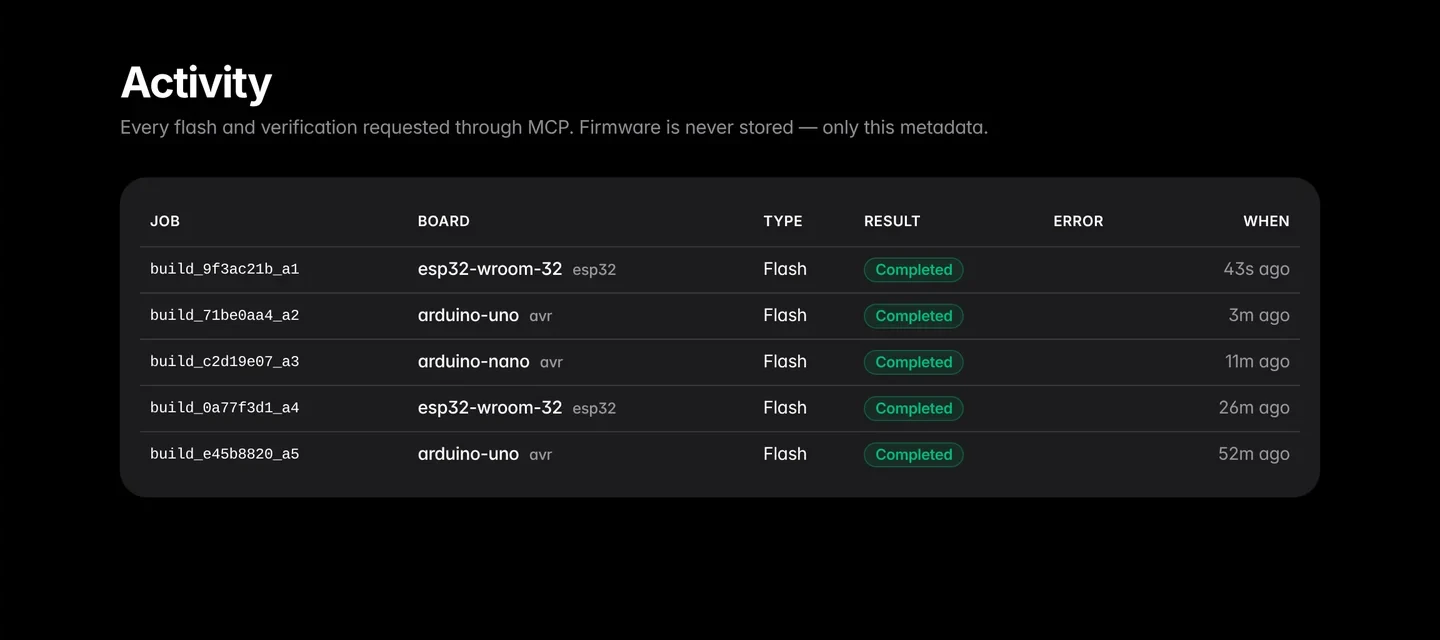 Activity
Every flash and verification requested through MCP. Firmware is never stored — only this metadata.
JOB BOARD TYPE RESULT ERROR WHEN
build_9f3ac21b_a1 esp32-wroom-32 esp32 Flash Completed 43s ago
build_71be0aa4_a2 arduino-uno avr Flash Completed 3m ago
build_c2d19e07_a3 arduino-nano avr Flash Completed 11m ago
build_0a77f3d1_a4 esp32-wroom-32 esp32 Flash Completed 26m ago
build_e45b8820_a5 arduino-uno avr Flash Completed 52m ago